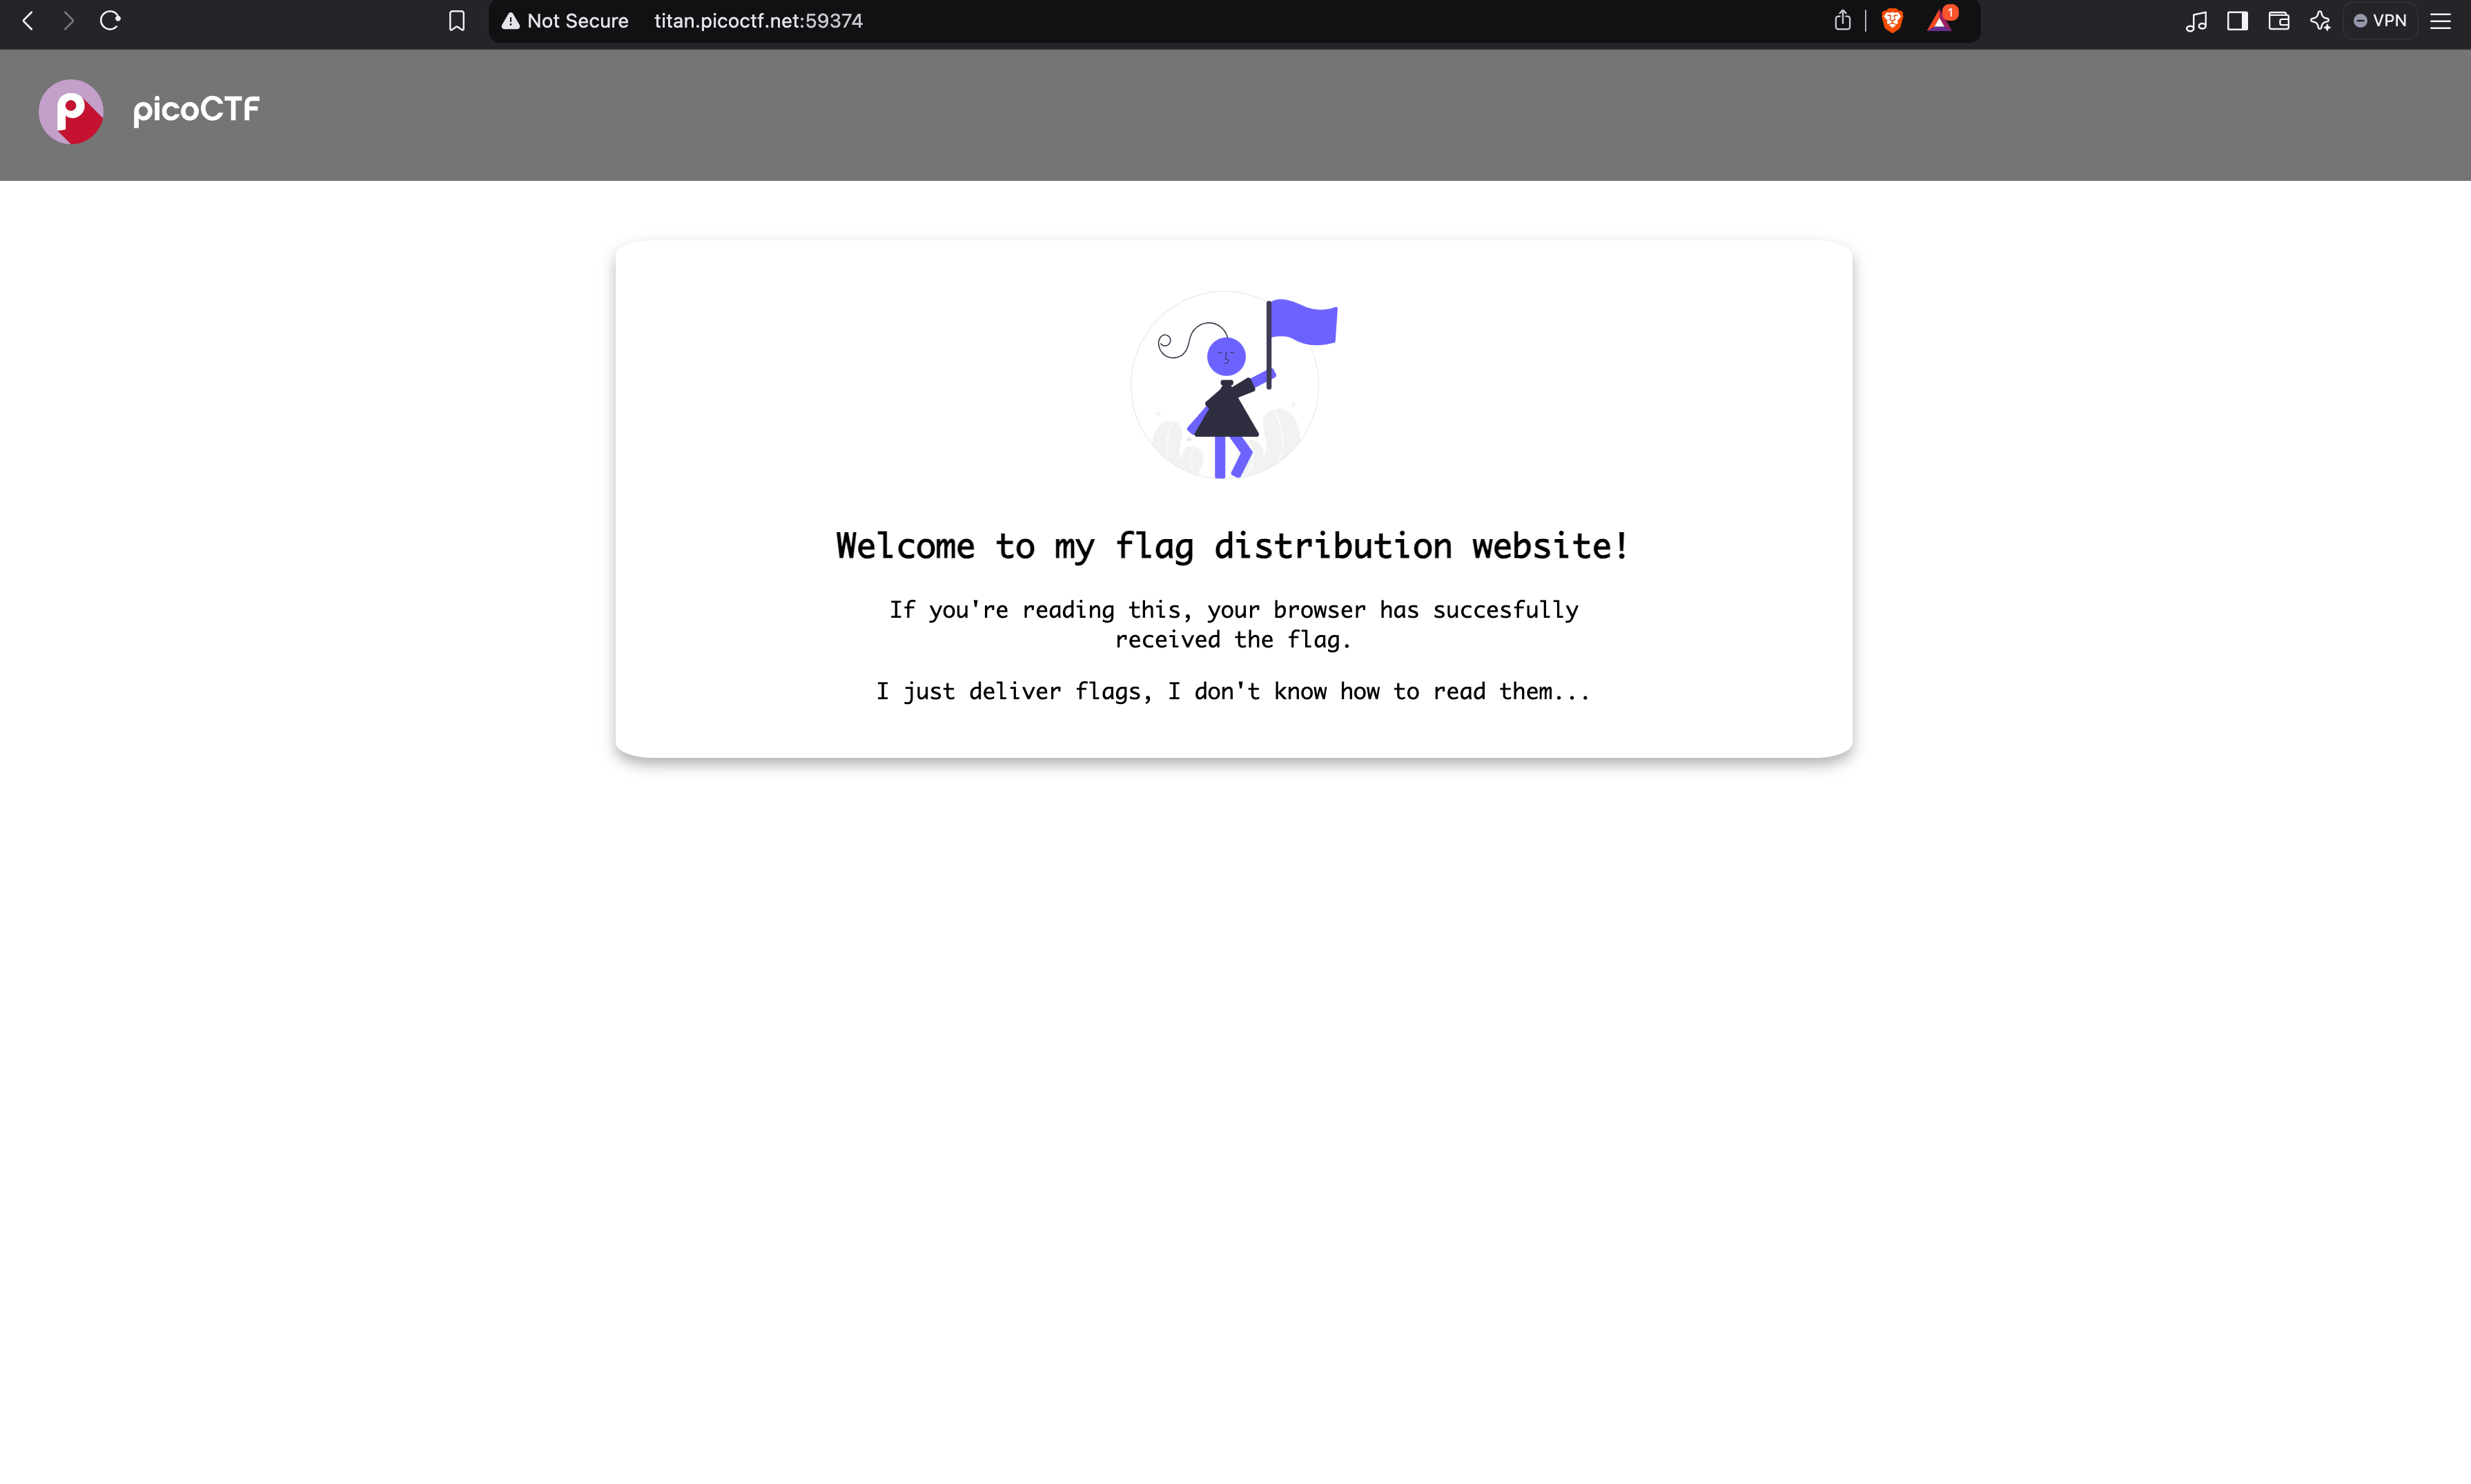 Not Secure titan.picoctf.net:59374
1
VPN
picoCTF
Welcome to my flag distribution website!
If you're reading this, your browser has succesfully
received the flag.
I just deliver flags, I don't know how to read them...